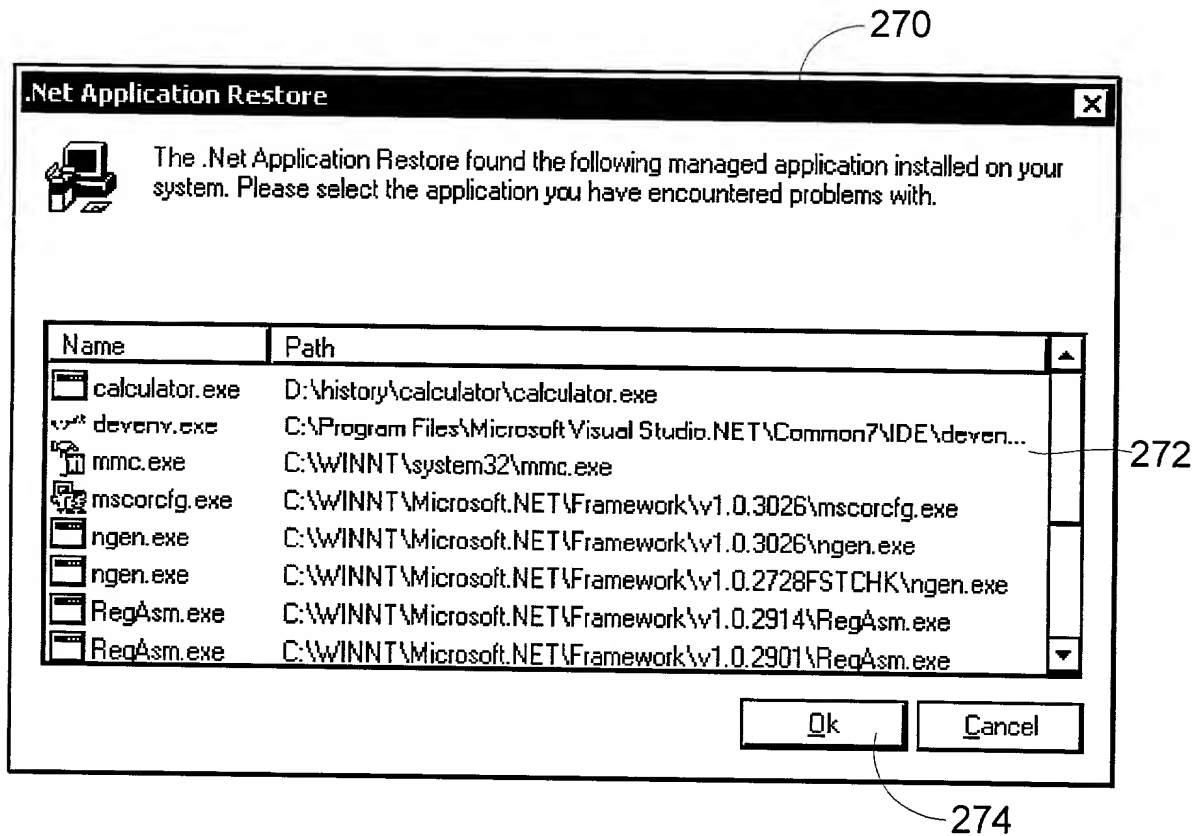 270
.Net Application Restore
The .Net Application Restore found the following managed application installed on your
system. Please select the application you have encountered problems with.
Name Path
calculator.exe D:\history\calculator\calculator.exe
devenv.exe C:\Program Files\Microsoft Visual Studio.NET\Common7\IDE\deven...
272
mmc.exe C:\WINNT\system32\mmc.exe
mscorcfg.exe C:\WINNT\Microsoft.NET\Framework\v1.0.3026\mscorcfg.exe
ngen.exe C:\WINNT\Microsoft.NET\Framework\v1.0.3026\ngen.exe
ngen.exe C:\WINNT\Microsoft.NET\Framework\v1.0.2728FSTCHK\ngen.exe
RegAsm.exe C:\WINNT\Microsoft.NET\Framework\v1.0.2914\RegAsm.exe
RegAsm.exe C:\WINNT\Microsoft.NET\Framework\v1.0.2901\RegAsm.exe
Ok Cancel
274